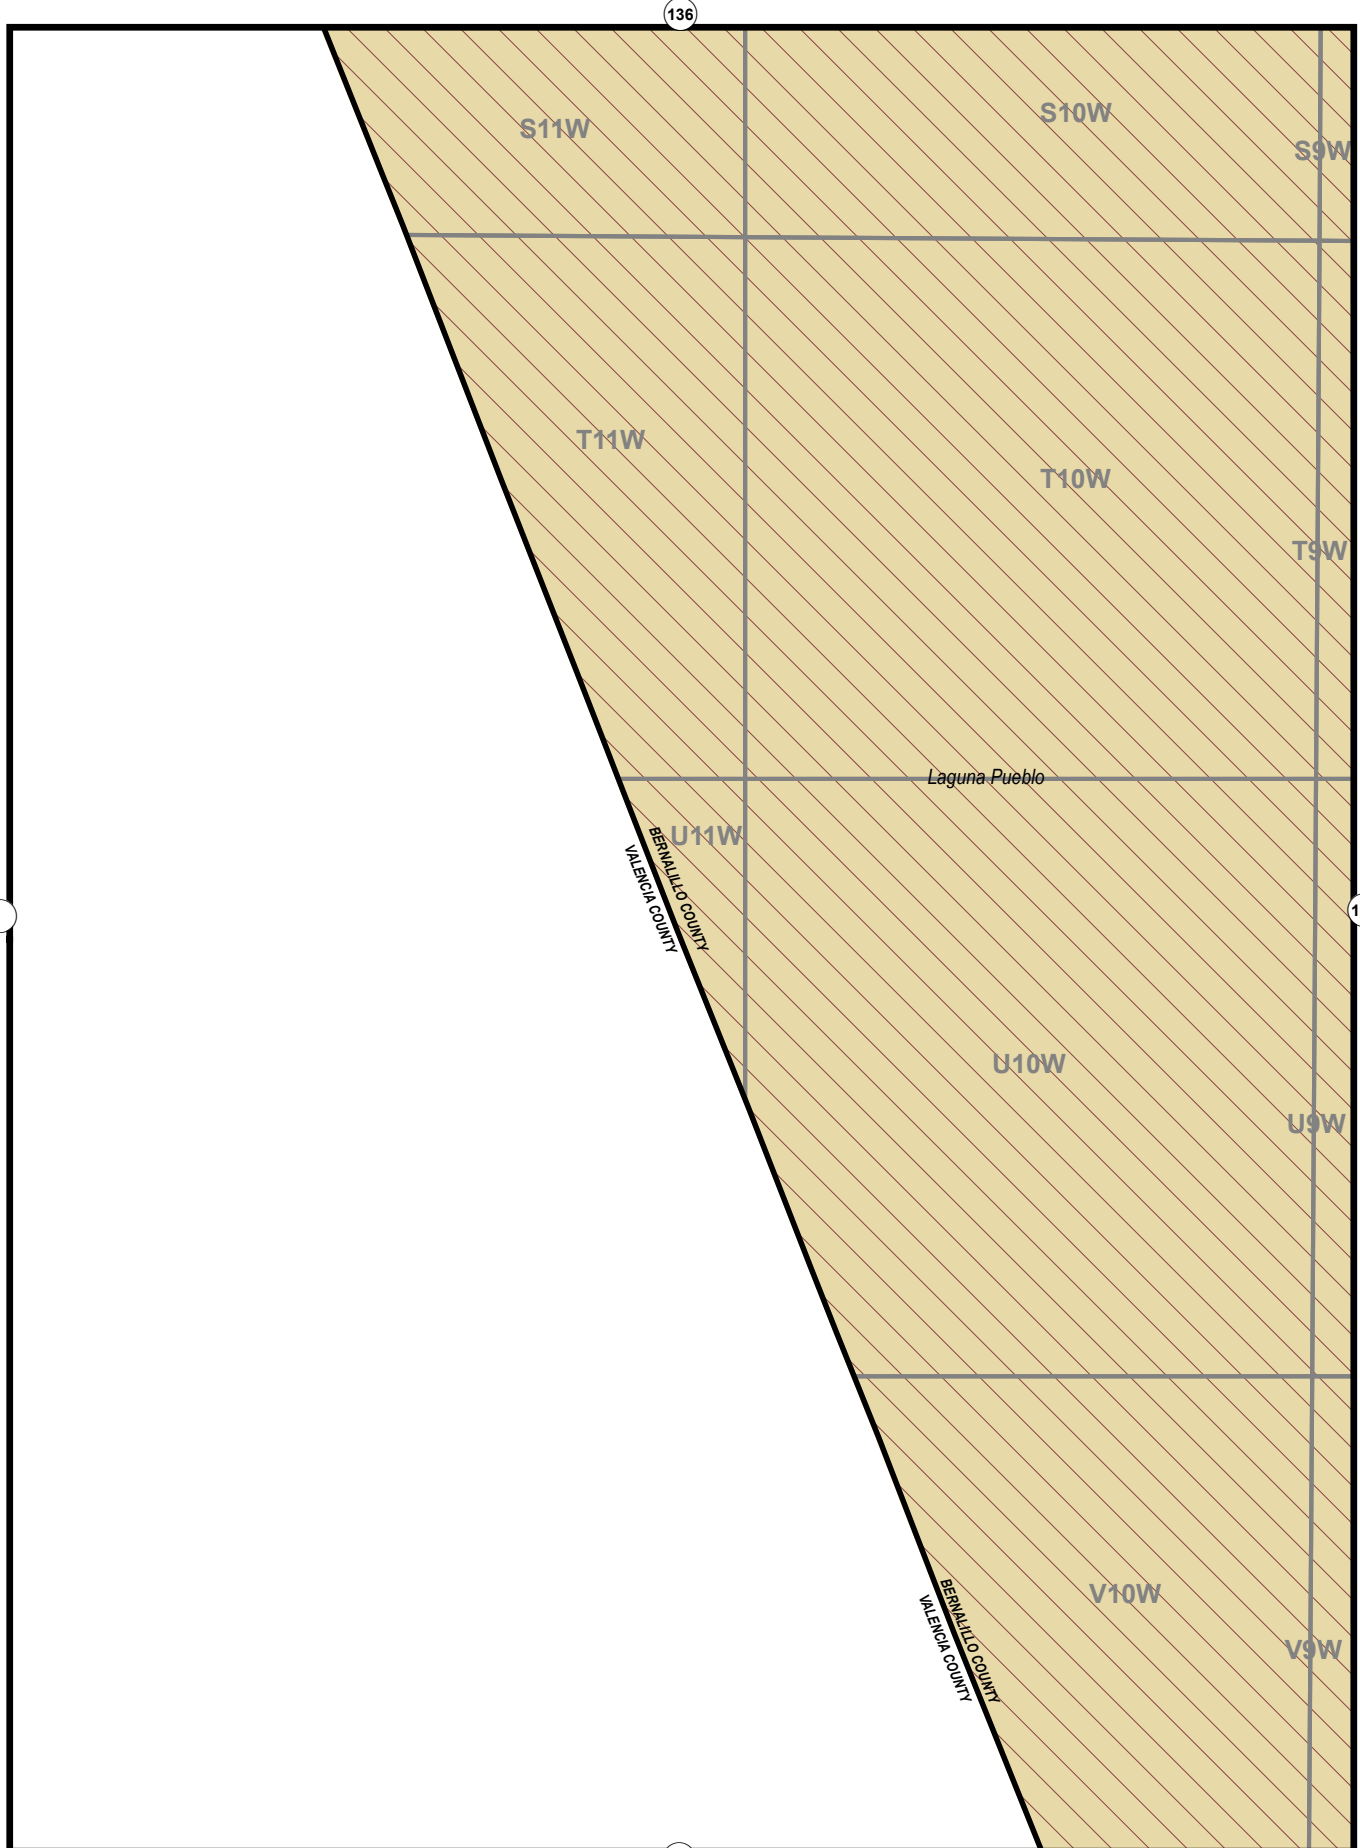 136
S10W
S11W
S9W
T11W
T10W
T9W
Laguna Pueblo
U11W
BERNALILLO COUNTY
VALENCIA COUNTY
1
U10W
U9W
V10W
BERNALILLO COUNTY
VALENCIA COUNTY
V9W